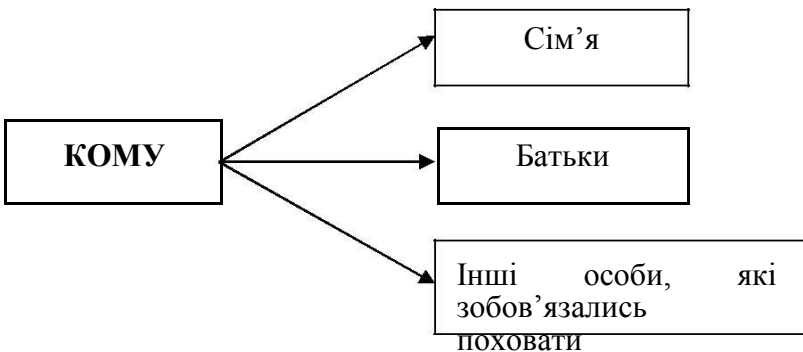 Сім’я
КОМУ
Батьки
Інші особи, які
зобов’язались
поховати